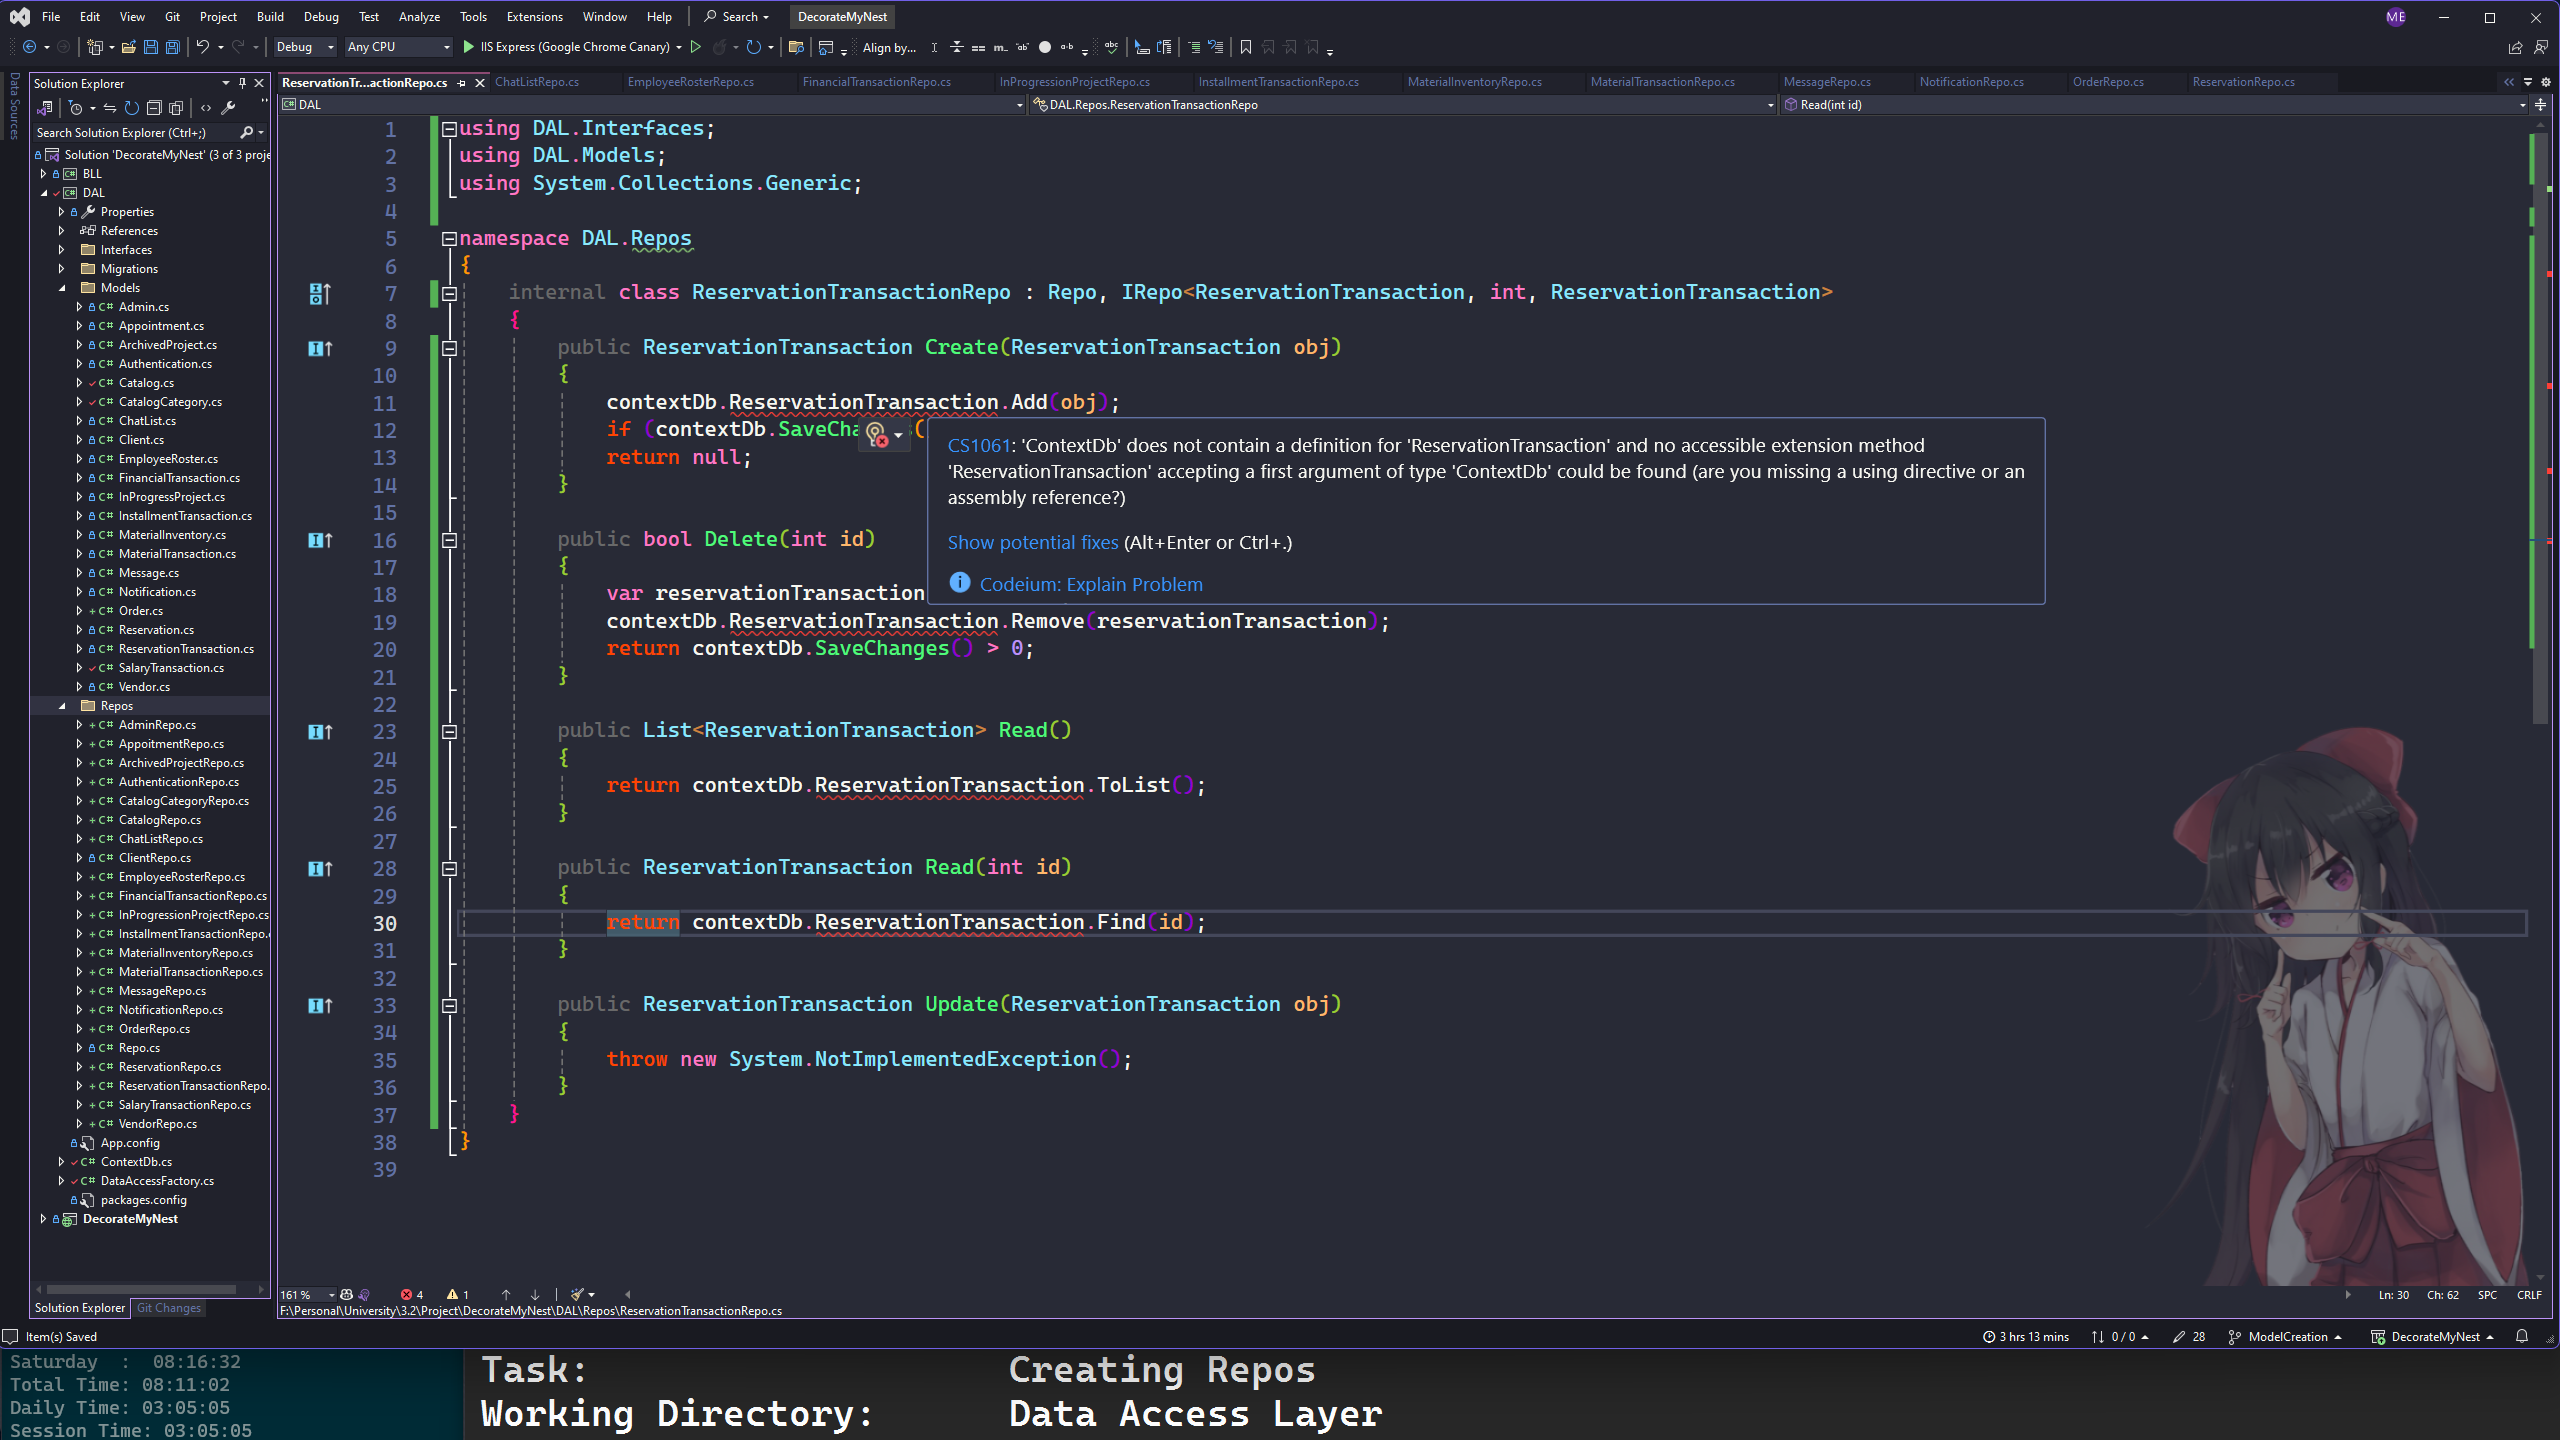 File Edit View Git Project Build Debug Test Analyze Tools Extensions Window Help Search DecorateMyNest ME
Debug Any CPU IIS Express (Google Chrome Canary) Align by...
Data Sources
Solution Explorer
Search Solution Explorer (Ctrl+;)
Solution 'DecorateMyNest' (3 of 3 proje
BLL
DAL
Properties
References
Interfaces
Migrations
Models
C# Admin.cs
C# Appointment.cs
C# ArchivedProject.cs
C# Authentication.cs
C# Catalog.cs
C# CatalogCategory.cs
C# ChatList.cs
C# Client.cs
C# EmployeeRoster.cs
C# FinancialTransaction.cs
C# InProgressProject.cs
C# InstallmentTransaction.cs
C# MaterialInventory.cs
C# MaterialTransaction.cs
C# Message.cs
C# Notification.cs
C# Order.cs
C# Reservation.cs
C# ReservationTransaction.cs
C# SalaryTransaction.cs
C# Vendor.cs
Repos
C# AdminRepo.cs
C# AppoitmentRepo.cs
C# ArchivedProjectRepo.cs
C# AuthenticationRepo.cs
C# CatalogCategoryRepo.cs
C# CatalogRepo.cs
C# ChatListRepo.cs
C# ClientRepo.cs
C# EmployeeRosterRepo.cs
C# FinancialTransactionRepo.cs
C# InProgressionProjectRepo.cs
C# InstallmentTransactionRepo.
C# MaterialInventoryRepo.cs
C# MaterialTransactionRepo.cs
C# MessageRepo.cs
C# NotificationRepo.cs
C# OrderRepo.cs
C# Repo.cs
C# ReservationRepo.cs
C# ReservationTransactionRepo.
C# SalaryTransactionRepo.cs
C# VendorRepo.cs
App.config
C# ContextDb.cs
C# DataAccessFactory.cs
packages.config
DecorateMyNest
Solution Explorer Git Changes
ReservationTr...actionRepo.cs ChatListRepo.cs EmployeeRosterRepo.cs FinancialTransactionRepo.cs InProgressionProjectRepo.cs InstallmentTransactionRepo.cs MaterialInventoryRepo.cs MaterialTransactionRepo.cs MessageRepo.cs NotificationRepo.cs OrderRepo.cs ReservationRepo.cs
C# DAL DAL.Repos.ReservationTransactionRepo Read(int id)
1 using DAL.Interfaces;
2 using DAL.Models;
3 using System.Collections.Generic;
4
5 namespace DAL.Repos
6 {
7 internal class ReservationTransactionRepo : Repo, IRepo<ReservationTransaction, int, ReservationTransaction>
8 {
9 public ReservationTransaction Create(ReservationTransaction obj)
10 {
11 contextDb.ReservationTransaction.Add(obj);
12 if (contextDb.SaveCha s(
13 return null;
14 }
15
16 public bool Delete(int id)
17 {
18 var reservationTransaction
19 contextDb.ReservationTransaction.Remove(reservationTransaction);
20 return contextDb.SaveChanges() > 0;
21 }
22
23 public List<ReservationTransaction> Read()
24 {
25 return contextDb.ReservationTransaction.ToList();
26 }
27
28 public ReservationTransaction Read(int id)
29 {
30 return contextDb.ReservationTransaction.Find(id);
31 }
32
33 public ReservationTransaction Update(ReservationTransaction obj)
34 {
35 throw new System.NotImplementedException();
36 }
37 }
38 }
39
CS1061: 'ContextDb' does not contain a definition for 'ReservationTransaction' and no accessible extension method
'ReservationTransaction' accepting a first argument of type 'ContextDb' could be found (are you missing a using directive or an
assembly reference?)
Show potential fixes (Alt+Enter or Ctrl+.)
Codeium: Explain Problem
161 % 4 1 Ln: 30 Ch: 62 SPC CRLF
F:\Personal\University\3.2\Project\DecorateMyNest\DAL\Repos\ReservationTransactionRepo.cs
Item(s) Saved 3 hrs 13 mins 0 / 0 28 ModelCreation DecorateMyNest
Saturday : 08:16:32
Total Time: 08:11:02
Daily Time: 03:05:05
Session Time: 03:05:05
Task: Creating Repos
Working Directory: Data Access Layer